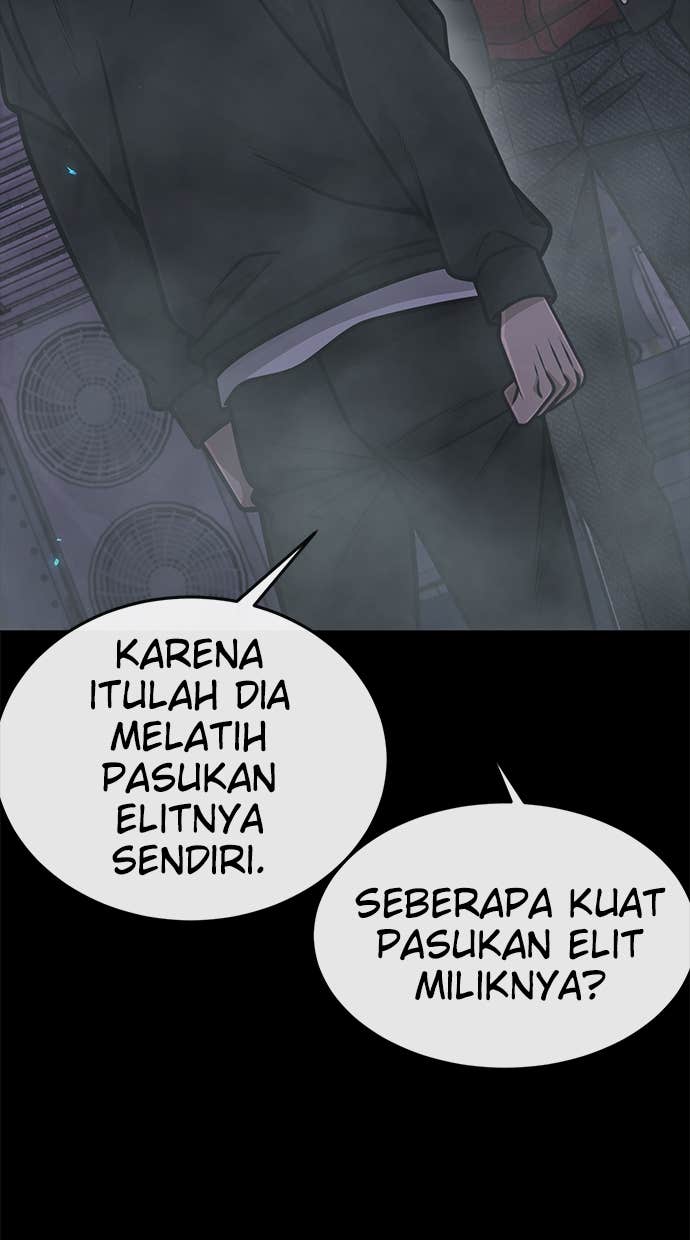 KARENA
ITULAH DIA
MELATIH
PASUKAN
ELITNYA
SENDIRI.
SEBERAPA KUAT
PASUKAN ELIT
MILIKNYA?